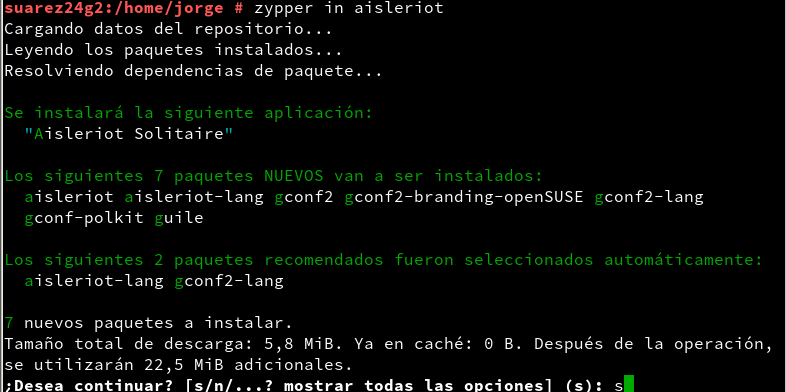 suarez24g2:/home/jorge # zypper in aisleriot
Cargando datos del repositorio...
Leyendo los paquetes instalados...
Resolviendo dependencias de paquete...
Se instalará la siguiente aplicación:
"Aisleriot Solitaire"
Los siguientes 7 paquetes NUEVOS van a ser instalados:
aisleriot aisleriot-lang gconf2 gconf2-branding-openSUSE gconf2-lang
gconf-polkit guile
Los siguientes 2 paquetes recomendados fueron seleccionados automáticamente:
aisleriot-lang gconf2-lang
7 nuevos paquetes a instalar.
Tamaño total de descarga: 5,8 MiB. Ya en caché: 0 B. Después de la operación,
se utilizarán 22,5 MiB adicionales.
¿Desea continuar? [s/n/...? mostrar todas las opciones] (s): s